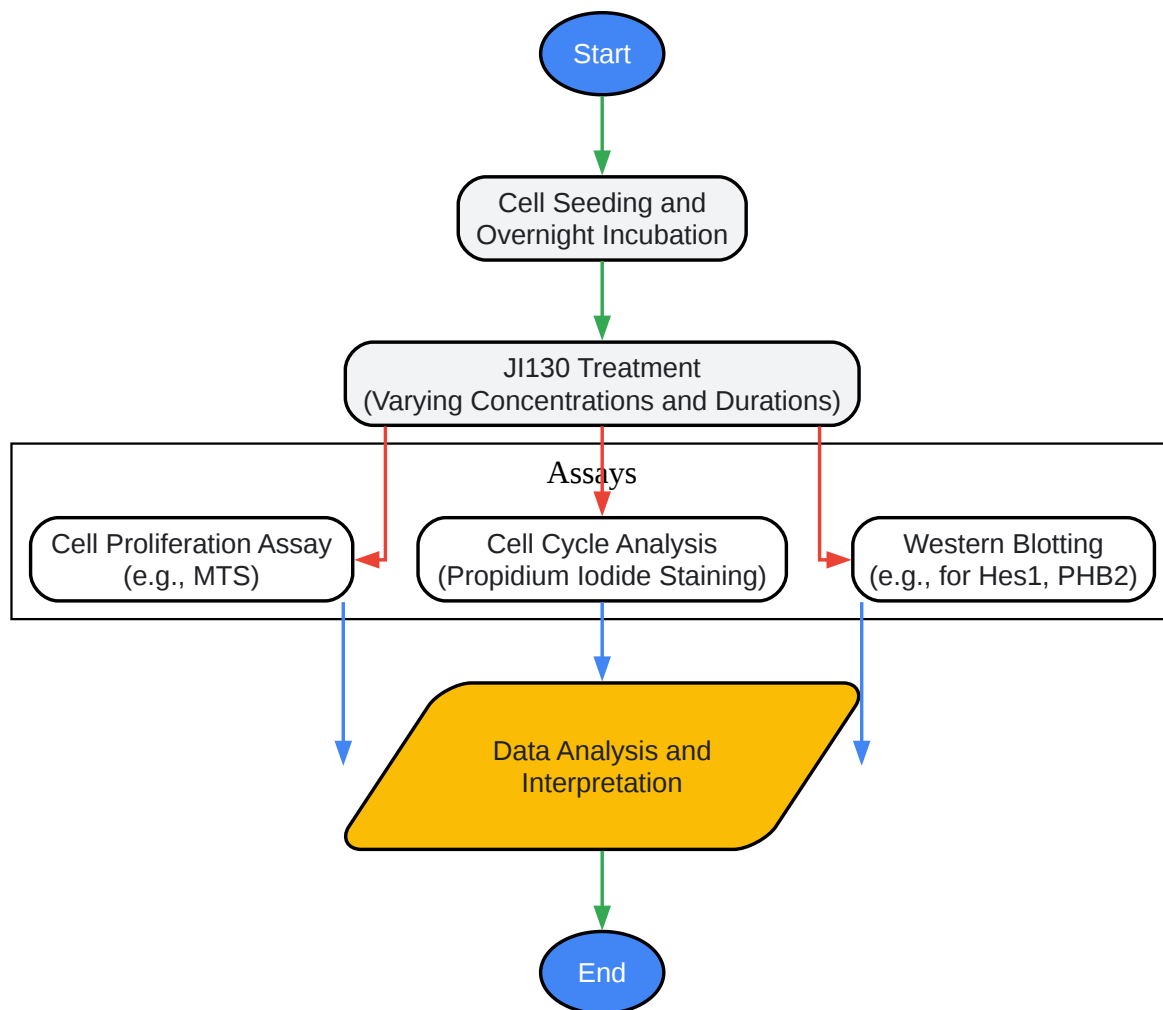 Start
Cell Seeding and
Overnight Incubation
JI130 Treatment
(Varying Concentrations and Durations)
Assays
Cell Proliferation Assay
(e.g., MTS)
Cell Cycle Analysis
(Propidium Iodide Staining)
Western Blotting
(e.g., for Hes1, PHB2)
Data Analysis and
Interpretation
End